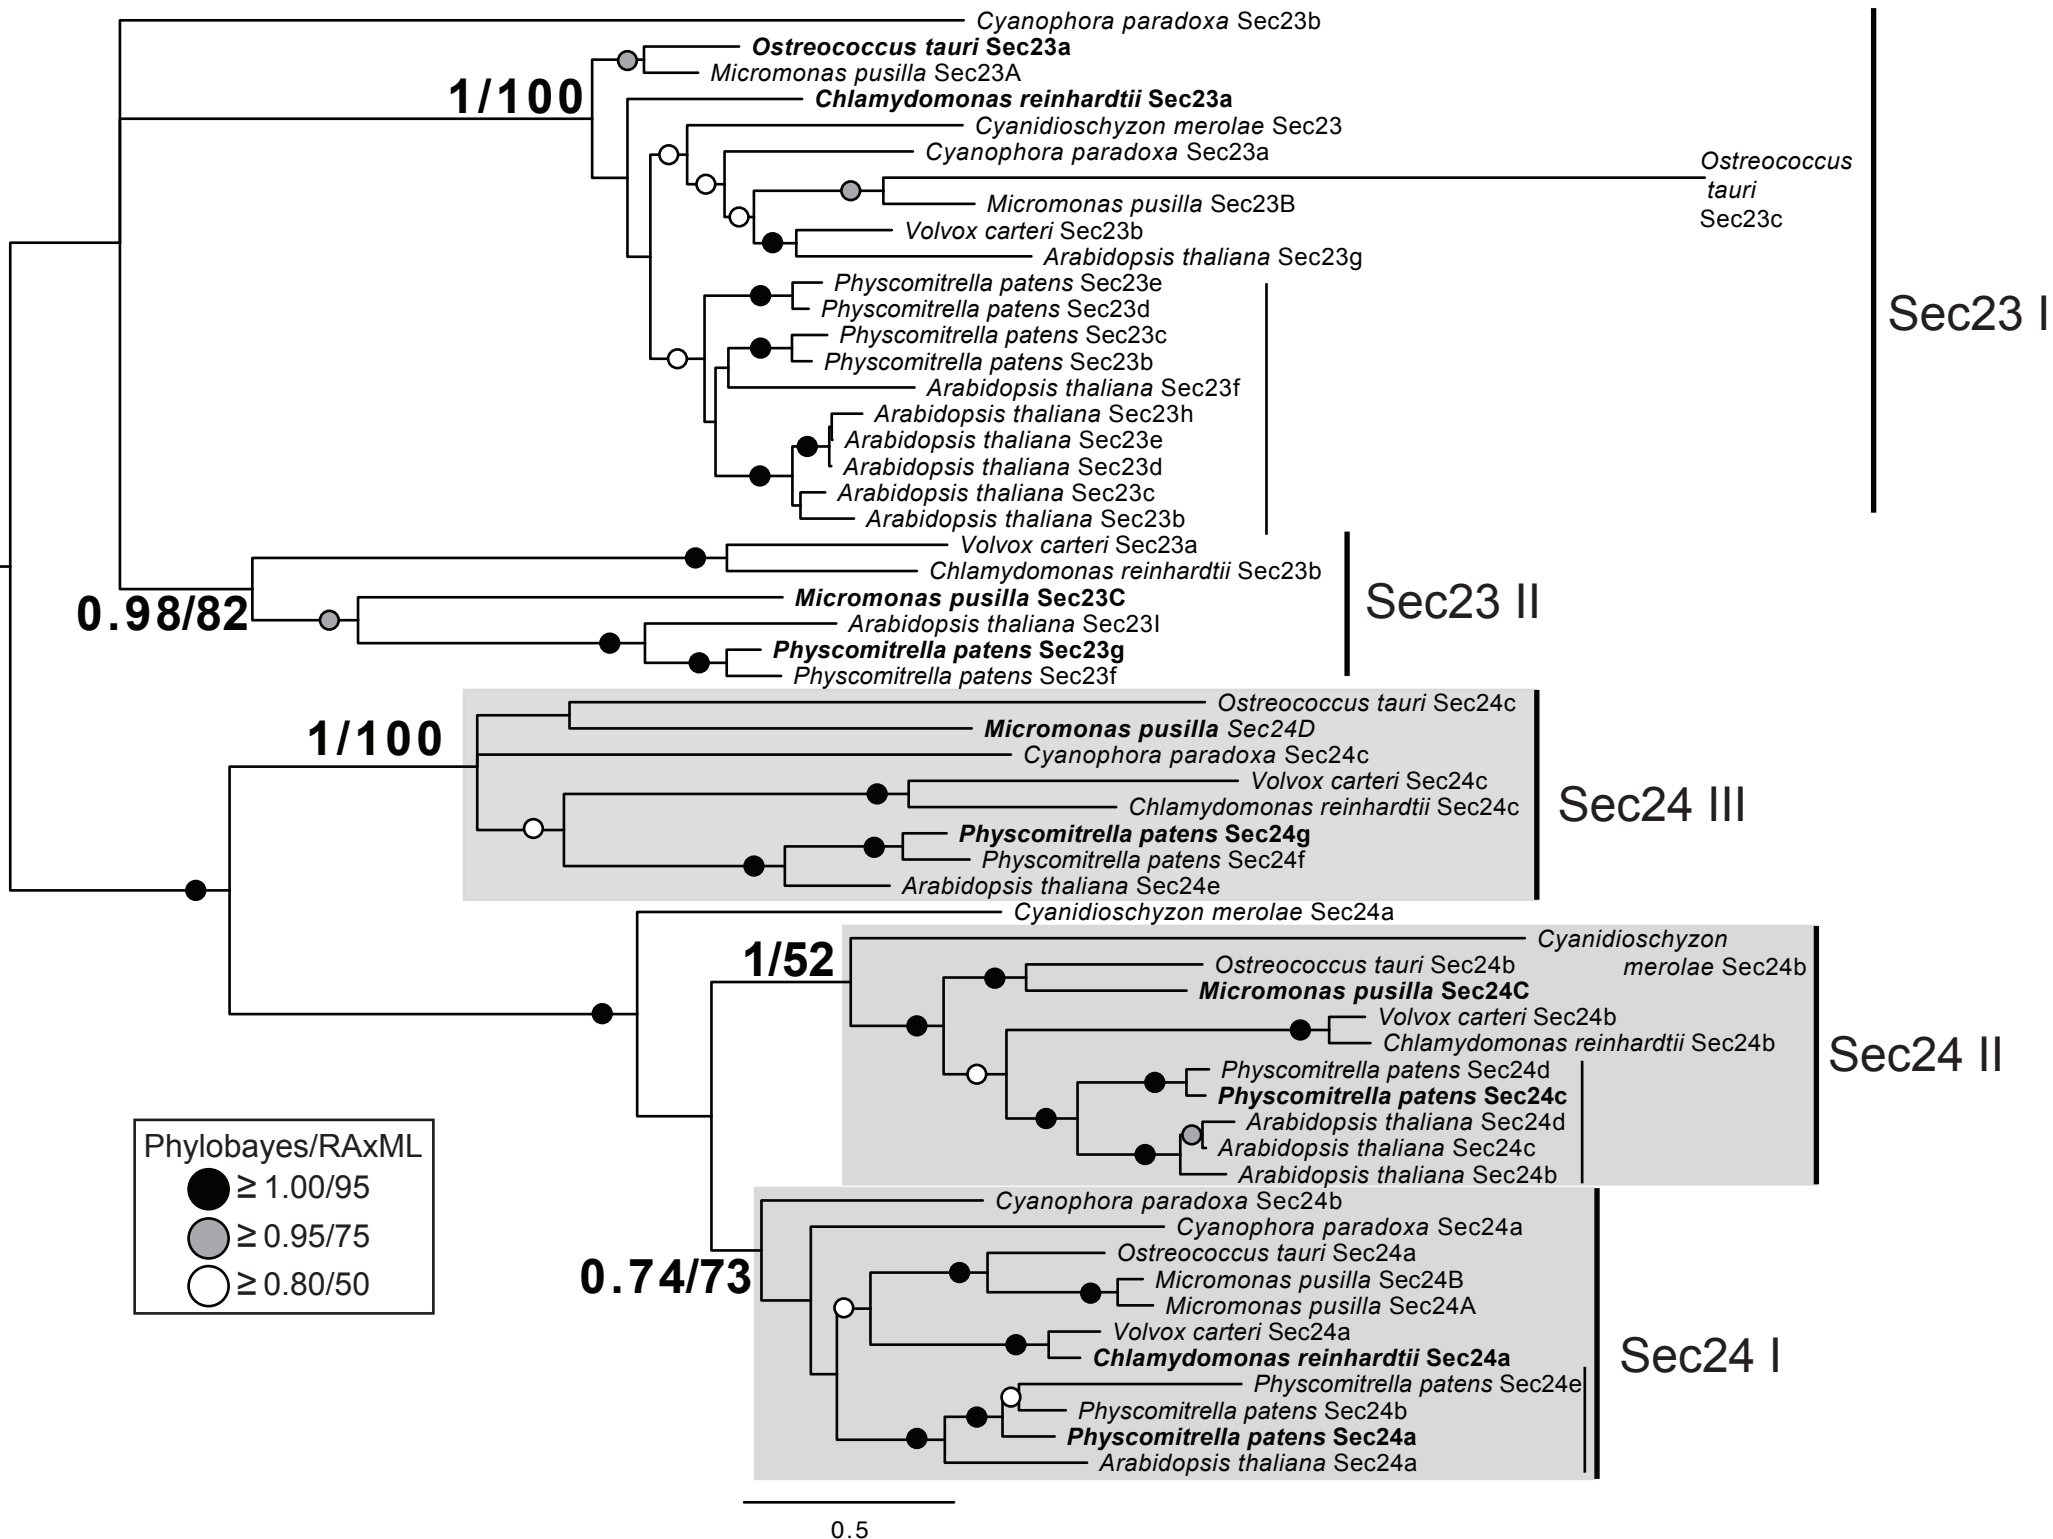 Cyanophora paradoxa Sec23b
Ostreococcus tauri Sec23a
Micromonas pusilla Sec23A
1/100
Chlamydomonas reinhardtii Sec23a
Cyanidioschyzon merolae Sec23
Cyanophora paradoxa Sec23a
Ostreococcus
tauri
Sec23c
Micromonas pusilla Sec23B
Volvox carteri Sec23b
Arabidopsis thaliana Sec23g
Physcomitrella patens Sec23e
Physcomitrella patens Sec23d
Sec23 I
Physcomitrella patens Sec23c
Physcomitrella patens Sec23b
Arabidopsis thaliana Sec23f
Arabidopsis thaliana Sec23h
Arabidopsis thaliana Sec23e
Arabidopsis thaliana Sec23d
Arabidopsis thaliana Sec23c
Arabidopsis thaliana Sec23b
Volvox carteri Sec23a
Chlamydomonas reinhardtii Sec23b
0.98/82
Micromonas pusilla Sec23C
Sec23 II
Arabidopsis thaliana Sec23I
Physcomitrella patens Sec23g
Physcomitrella patens Sec23f
Ostreococcus tauri Sec24c
Micromonas pusilla Sec24D
1/100
Cyanophora paradoxa Sec24c
Volvox carteri Sec24c
Chlamydomonas reinhardtii Sec24c
Sec24 III
Physcomitrella patens Sec24g
Physcomitrella patens Sec24f
Arabidopsis thaliana Sec24e
Cyanidioschyzon merolae Sec24a
1/52
Cyanidioschyzon
merolae Sec24b
Ostreococcus tauri Sec24b
Micromonas pusilla Sec24C
Volvox carteri Sec24b
Chlamydomonas reinhardtii Sec24b
Sec24 II
Physcomitrella patens Sec24d
Physcomitrella patens Sec24c
Arabidopsis thaliana Sec24d
Arabidopsis thaliana Sec24c
Arabidopsis thaliana Sec24b
Phylobayes/RAxML
≥ 1.00/95
≥ 0.95/75
≥ 0.80/50
Cyanophora paradoxa Sec24b
Cyanophora paradoxa Sec24a
Ostreococcus tauri Sec24a
0.74/73
Micromonas pusilla Sec24B
Micromonas pusilla Sec24A
Volvox carteri Sec24a
Chlamydomonas reinhardtii Sec24a
Sec24 I
Physcomitrella patens Sec24e
Physcomitrella patens Sec24b
Physcomitrella patens Sec24a
Arabidopsis thaliana Sec24a
0.5